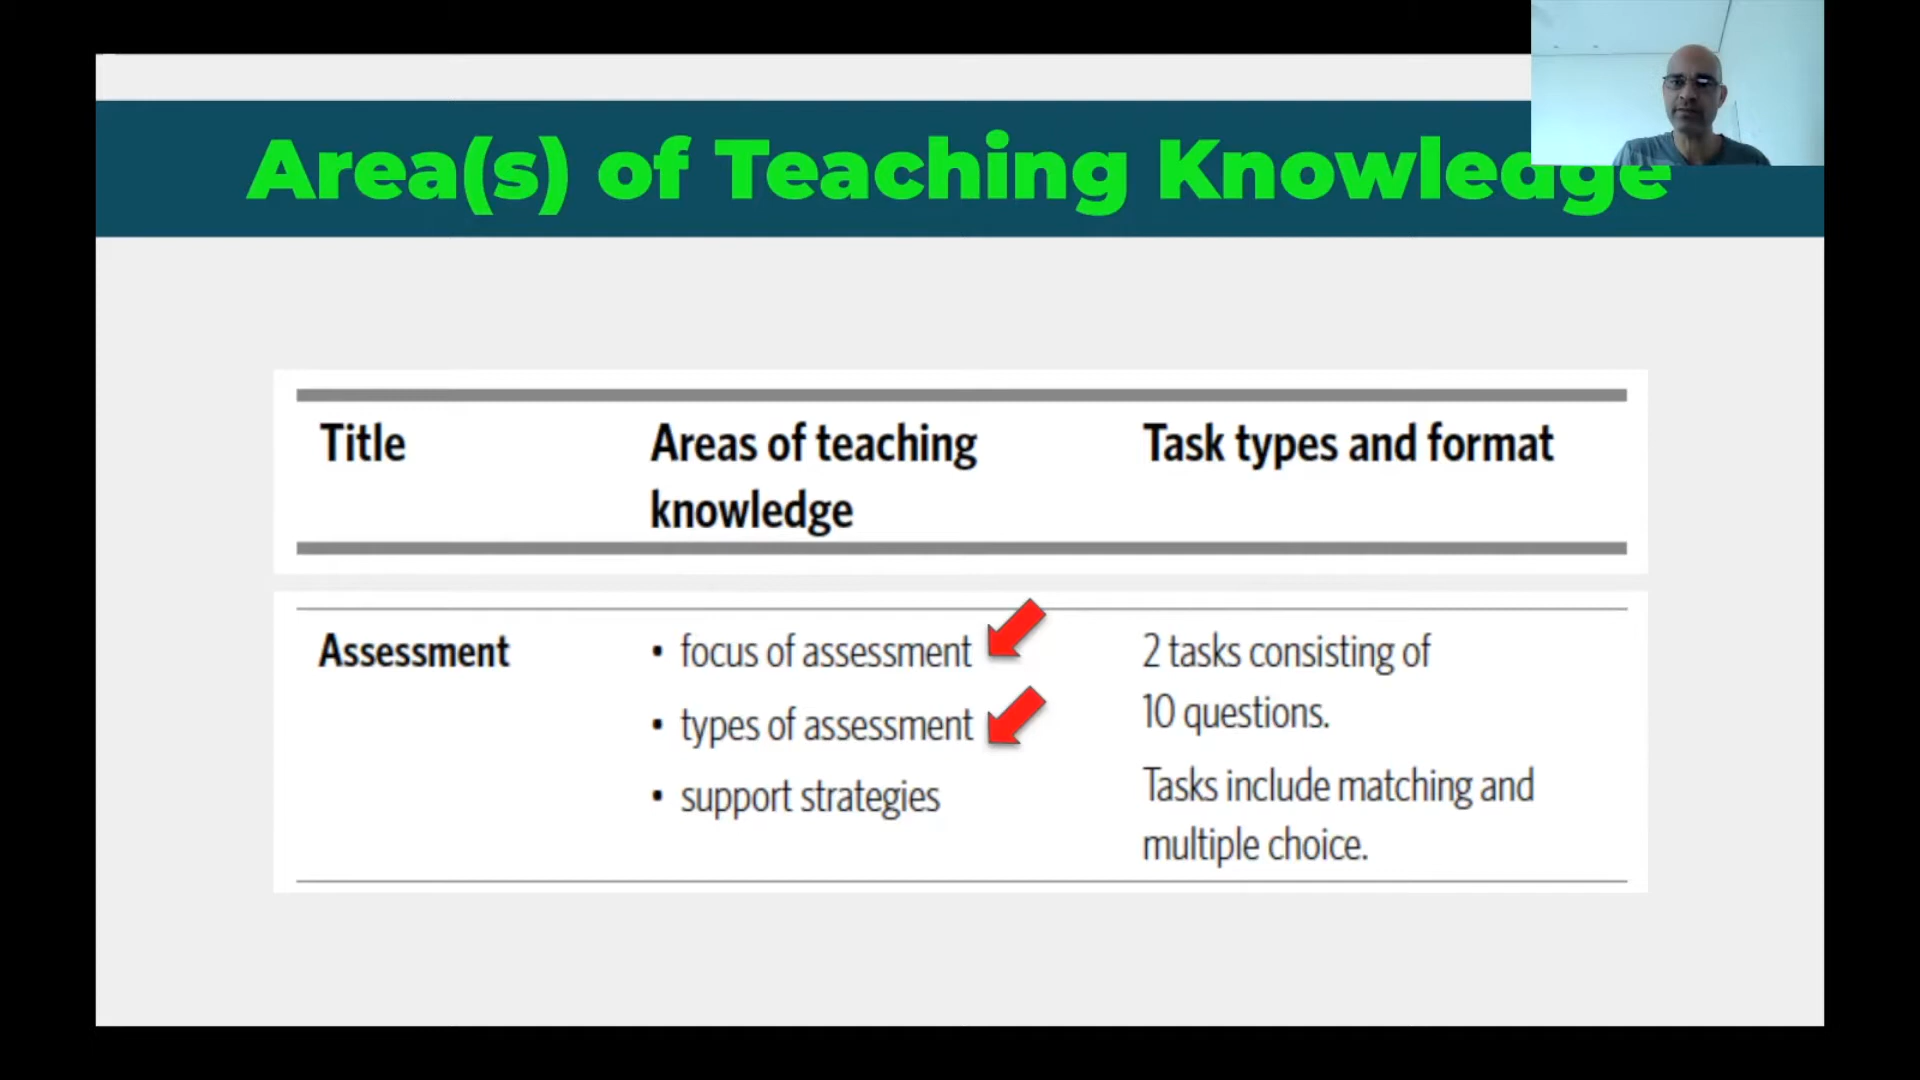 Area(s) of Teaching Knowledge
Title
Areas of teaching
knowledge
Task types and format
Assessment
• focus of assessment
• types of assessment
• support strategies
2 tasks consisting of
10 questions.
Tasks include matching and
multiple choice.